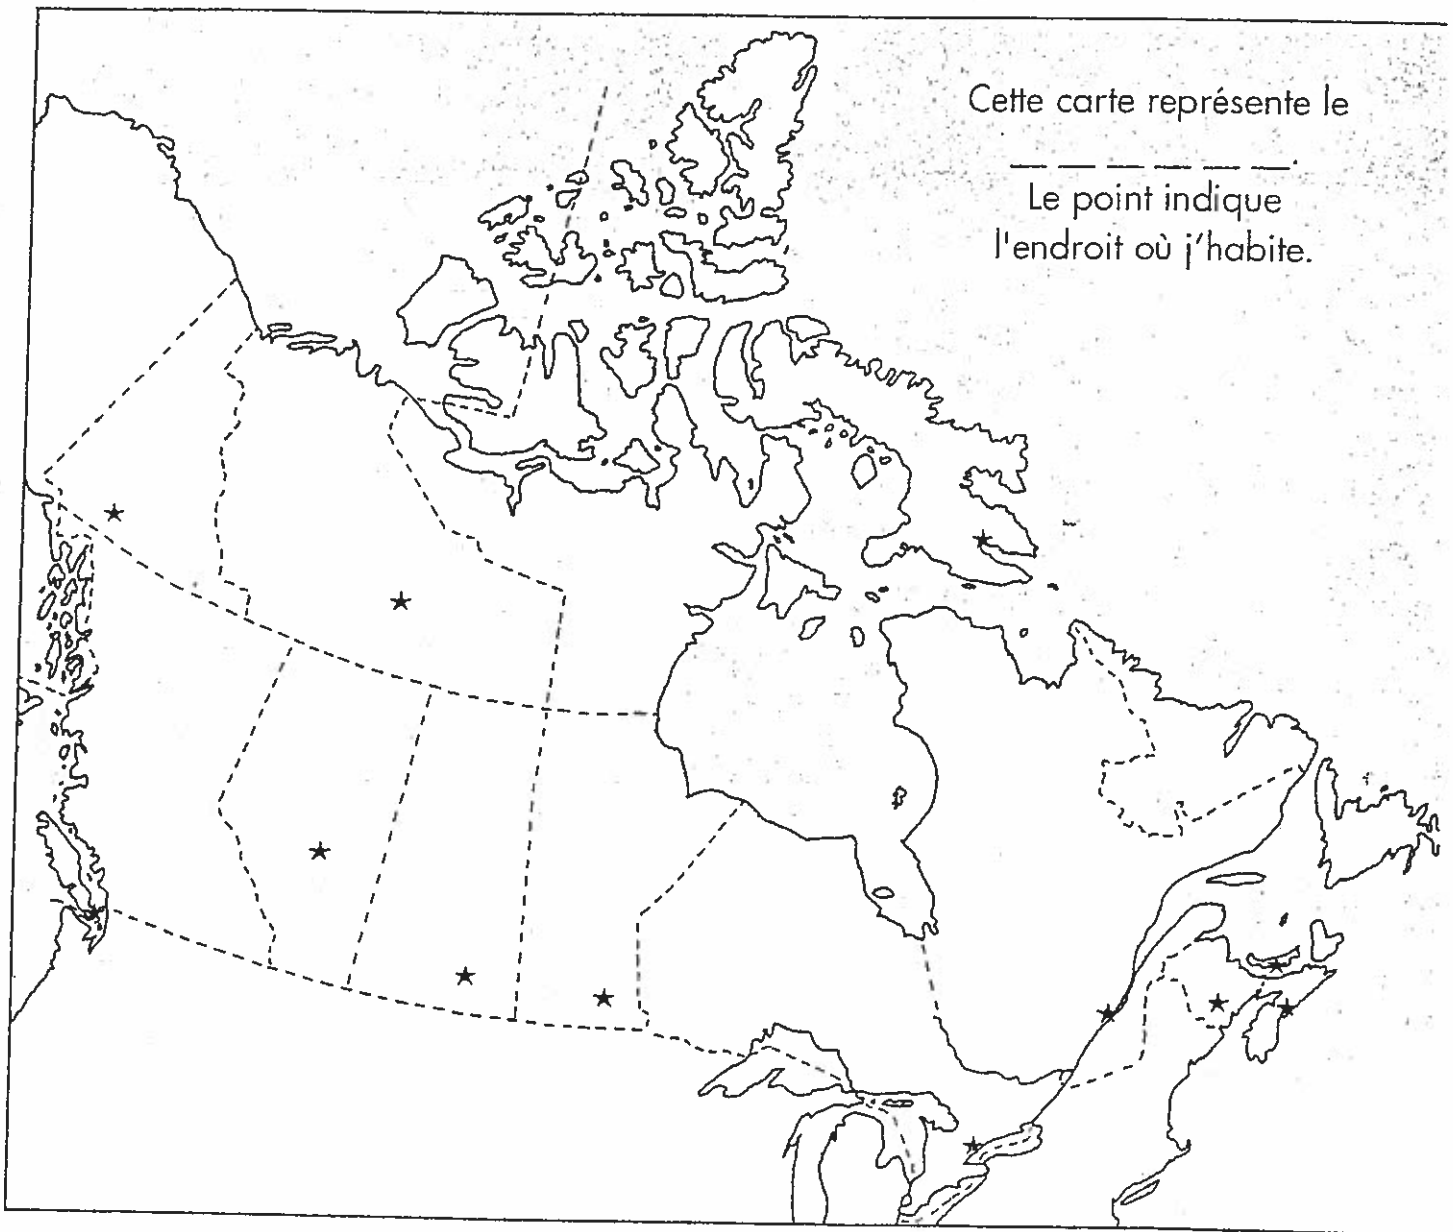 Cette carte représente le
_ _ _ _ _ _.
Le point indique
l'endroit où j'habite.